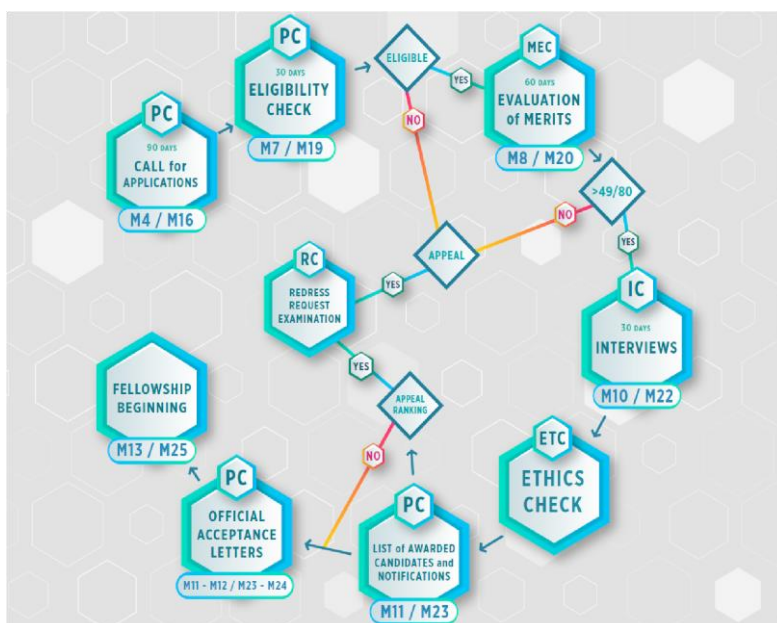 PC
90 DAYS
CALL for
APPLICATIONS
M4 / M16
PC
30 DAYS
ELIGIBILITY
CHECK
M7 / M19
ELIGIBLE
YES
NO
MEC
60 DAYS
EVALUATION
of MERITS
M8 / M20
>49/80
NO
YES
APPEAL
YES
RC
REDRESS
REQUEST
EXAMINATION
YES
IC
30 DAYS
INTERVIEWS
M10 / M22
ETC
ETHICS
CHECK
PC
LIST of AWARDED
CANDIDATES and
NOTIFICATIONS
M11 / M23
APPEAL
RANKING
NO
PC
OFFICIAL
ACCEPTANCE
LETTERS
M11 - M12 / M23 - M24
FELLOWSHIP
BEGINNING
M13 / M25